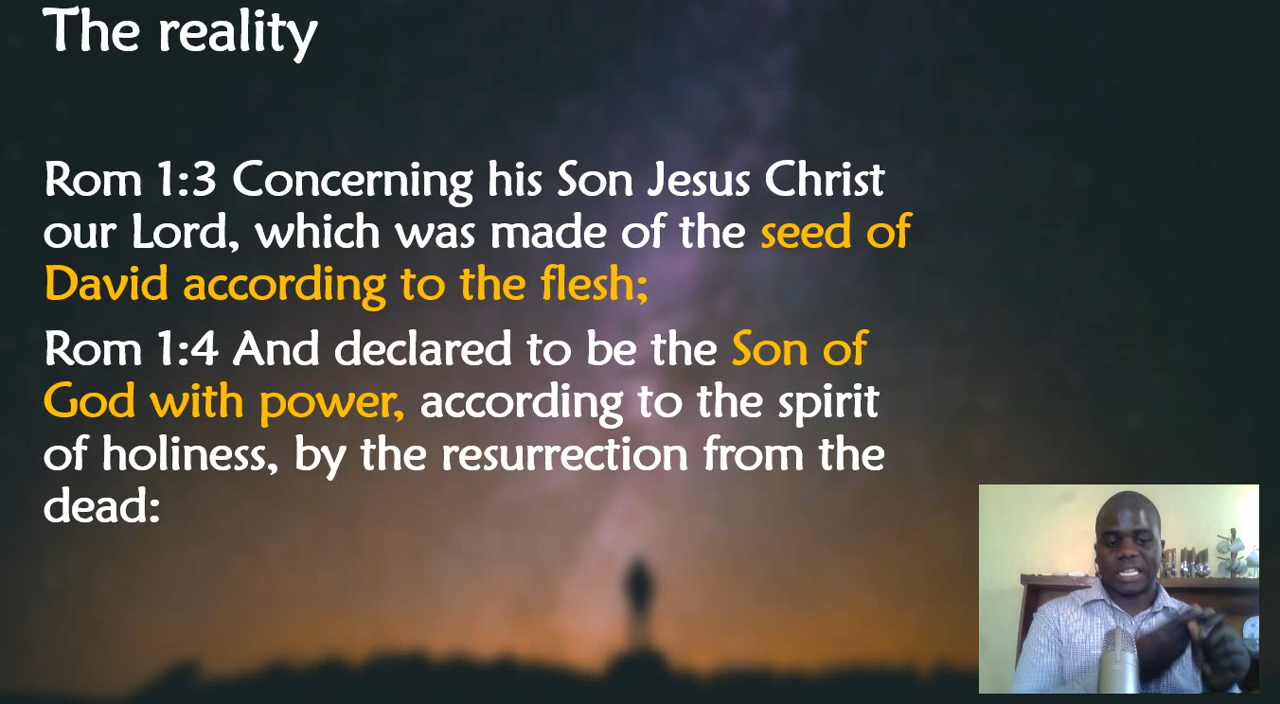 The reality
Rom 1:3 Concerning his Son Jesus Christ
our Lord, which was made of the seed of
David according to the flesh;
Rom 1:4 And declared to be the Son of
God with power, according to the spirit
of holiness, by the resurrection from the
dead: